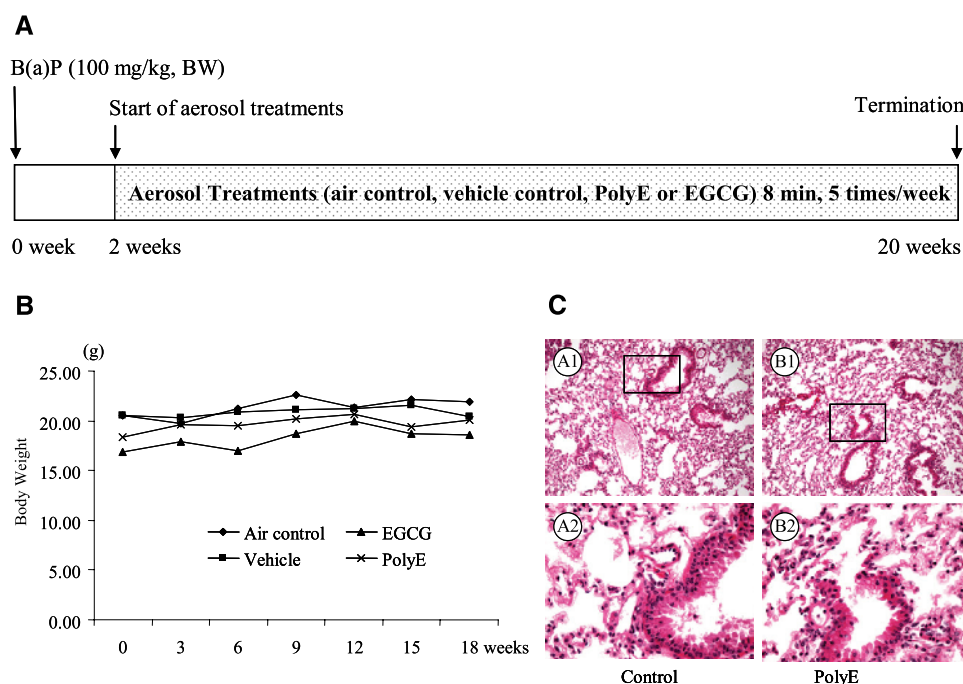 A
B(a)P (100 mg/kg, BW)
Start of aerosol treatments
Termination
Aerosol Treatments (air control, vehicle control, PolyE or EGCG) 8 min, 5 times/week
0 week 2 weeks 20 weeks
B
(g)
25.00
20.00
15.00
10.00
5.00
0.00
Body Weight
Air control EGCG
Vehicle PolyE
0 3 6 9 12 15 18 weeks
C
A1 B1
A2 B2
Control PolyE